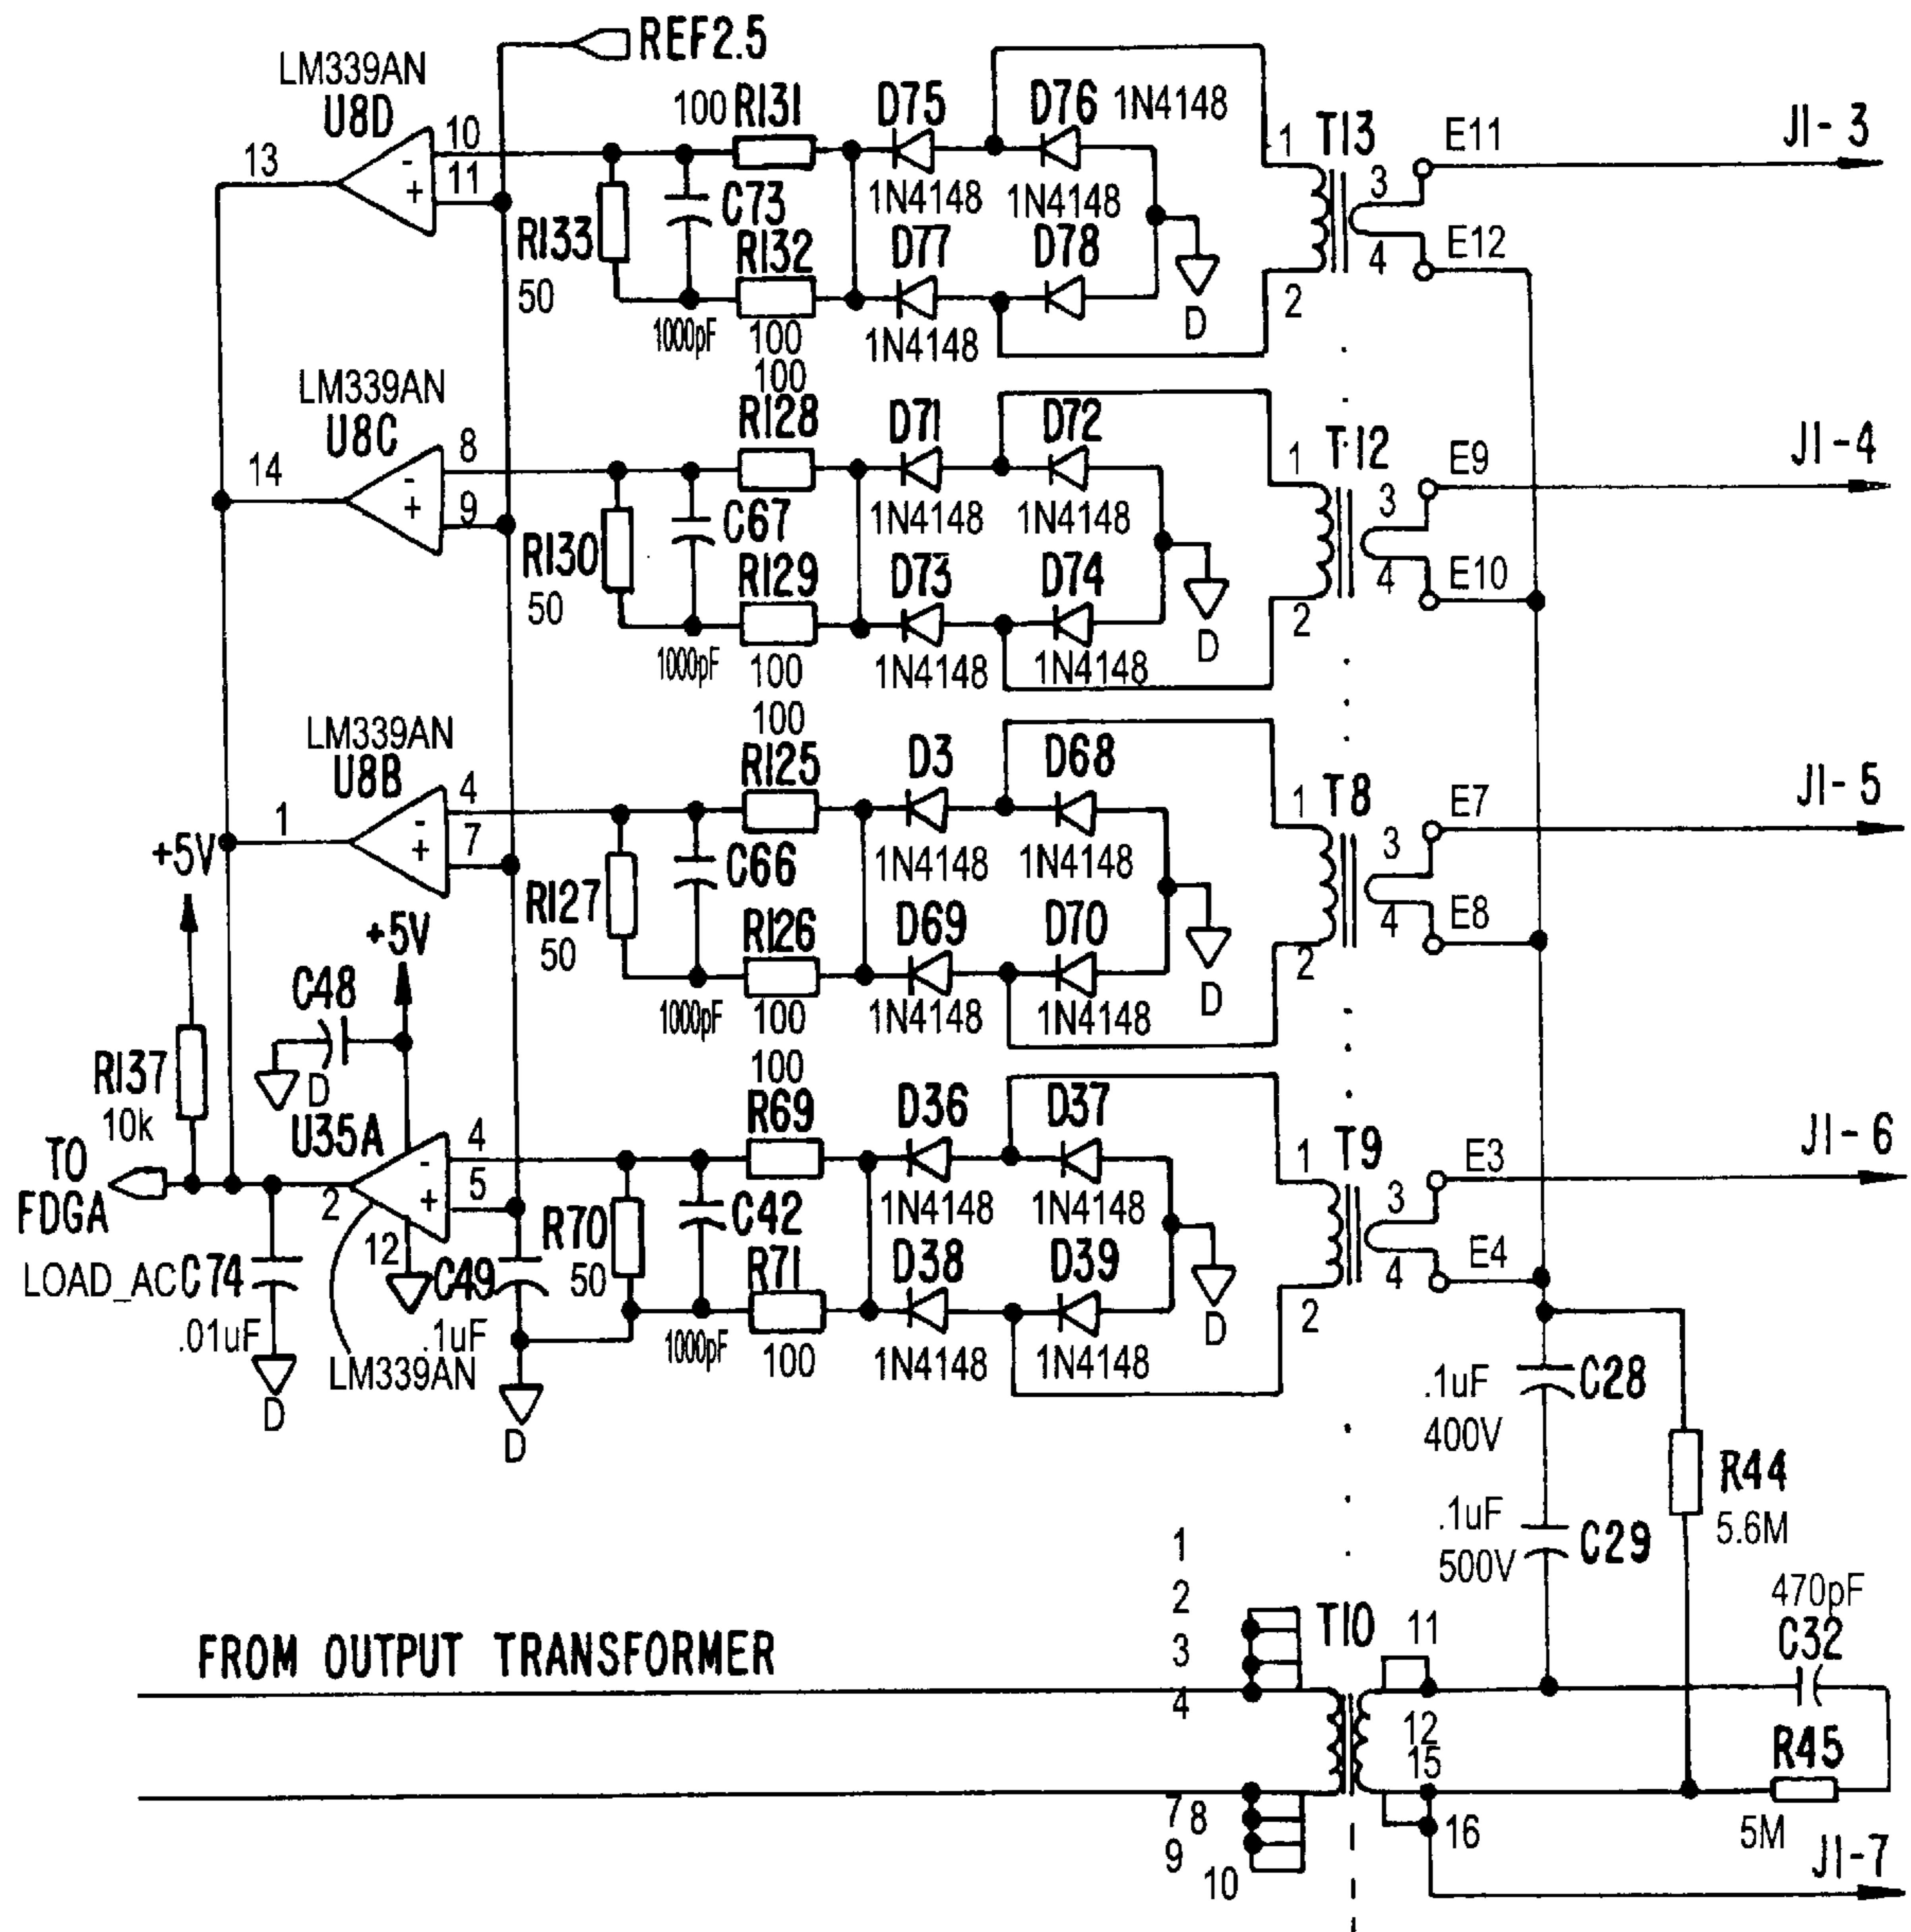 REF2.5
LM339AN
U8D
13
10
11
-
+
100 R131
D75
D76 1N4148
T13
1
2
3
4
E11
E12
J1-3
R133
50
C73
1000pF
R132
100
1N4148
1N4148
D77
D78
1N4148
D
LM339AN
U8C
14
8
9
-
+
100
R128
D71
D72
T12
1
2
3
4
E9
E10
J1-4
R130
50
C67
1000pF
R129
100
1N4148
1N4148
D73
D74
1N4148
1N4148
D
LM339AN
U8B
1
4
7
-
+
100
R125
D3
D68
T8
1
2
3
4
E7
E8
J1-5
R127
50
C66
1000pF
R126
100
1N4148
1N4148
D69
D70
1N4148
1N4148
D
+5V
+5V
C48
D
R137
10k
U35A
TO
FDGA
2
4
5
12
-
+
100
R69
D36
D37
T9
1
2
3
4
E3
E4
J1-6
LOAD_AC
C74
.01uF
D
LM339AN
C49
.1uF
D
R70
50
C42
1000pF
R71
100
1N4148
1N4148
D38
D39
1N4148
1N4148
D
.1uF
400V
C28
R44
5.6M
.1uF
500V
C29
470pF
C32
FROM OUTPUT TRANSFORMER
1
2
3
4
T10
11
12
15
16
R45
5M
7
8
9
10
J1-7